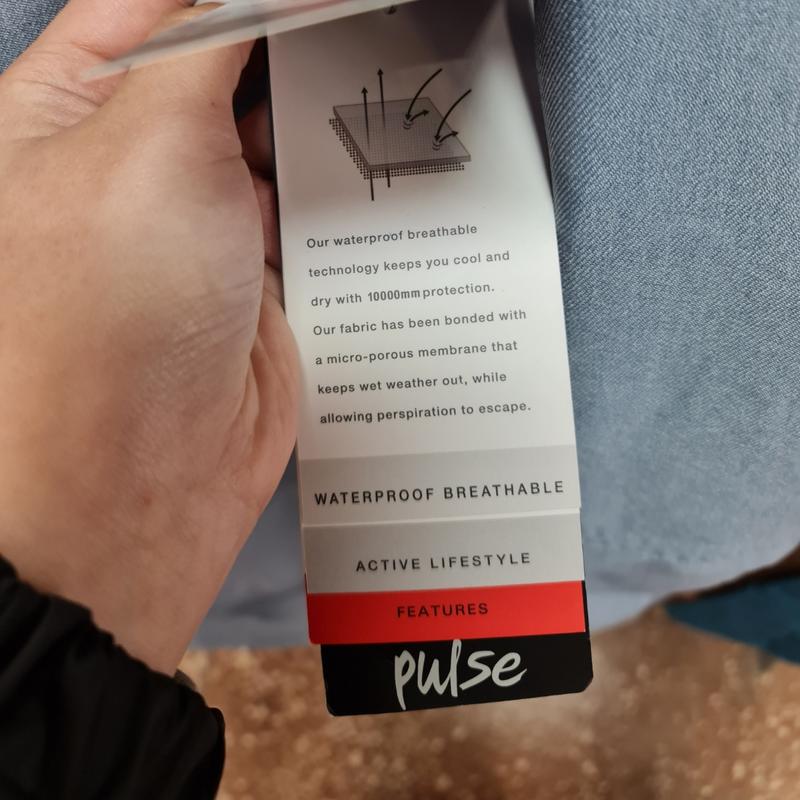 Our waterproof breathable
technology keeps you cool and
dry with 10000mm protection.
Our fabric has been bonded with
a micro-porous membrane that
keeps wet weather out, while
allowing perspiration to escape.
WATERPROOF BREATHABLE
ACTIVE LIFESTYLE
FEATURES
pulse